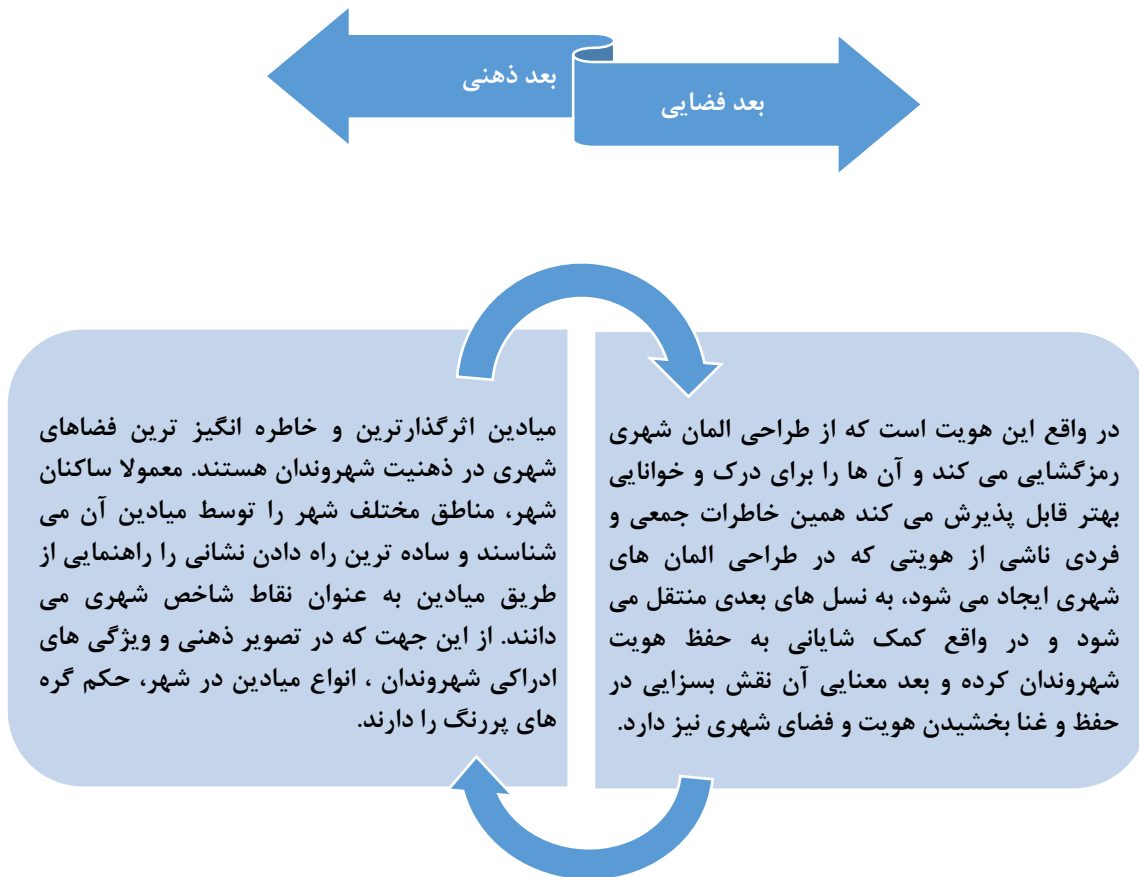 بعد فضایی
بعد ذهنی
در واقع این هویت است که از طراحی المان شهری
رمزگشایی می کند و آن ها را برای درک و خوانایی
بهتر قابل پذیرش می کند همین خاطرات جمعی و
فردی ناشی از هویتی که در طراحی المان های
شهری ایجاد می شود، به نسل های بعدی منتقل می
شود و در واقع کمک شایانی به حفظ هویت
شهروندان کرده و بعد معنایی آن نقش بسزایی در
حفظ و غنا بخشیدن هویت و فضای شهری نیز دارد.
میادین اثرگذارترین و خاطره انگیز ترین فضاهای
شهری در ذهنیت شهروندان هستند. معمولا ساکنان
شهر، مناطق مختلف شهر را توسط میادین آن می
شناسند و ساده ترین راه دادن نشانی را راهنمایی از
طریق میادین به عنوان نقاط شاخص شهری می
دانند. از این جهت که در تصویر ذهنی و ویژگی های
ادراکی شهروندان ، انواع میادین در شهر، حکم گره
های پررنگ را دارند.